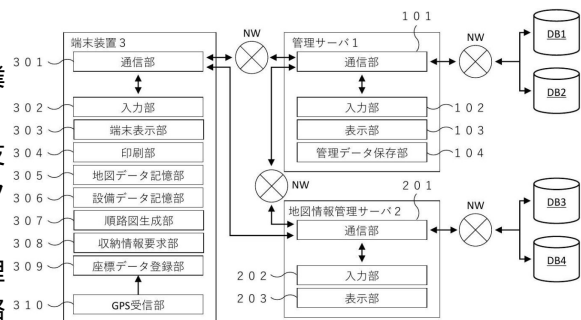 101
端末装置3
NW
管理サーバ1
NW
DB1
301
通信部
通信部
DB2
302
入力部
入力部
102
303
端末表示部
表示部
103
304
印刷部
管理データ保存部
104
305
地図データ記憶部
NW
201
306
設備データ記憶部
地図情報管理サーバ2
NW
DB3
307
順路図生成部
通信部
308
収納情報要求部
DB4
309
座標データ登録部
202
入力部
310
GPS受信部
203
表示部
理